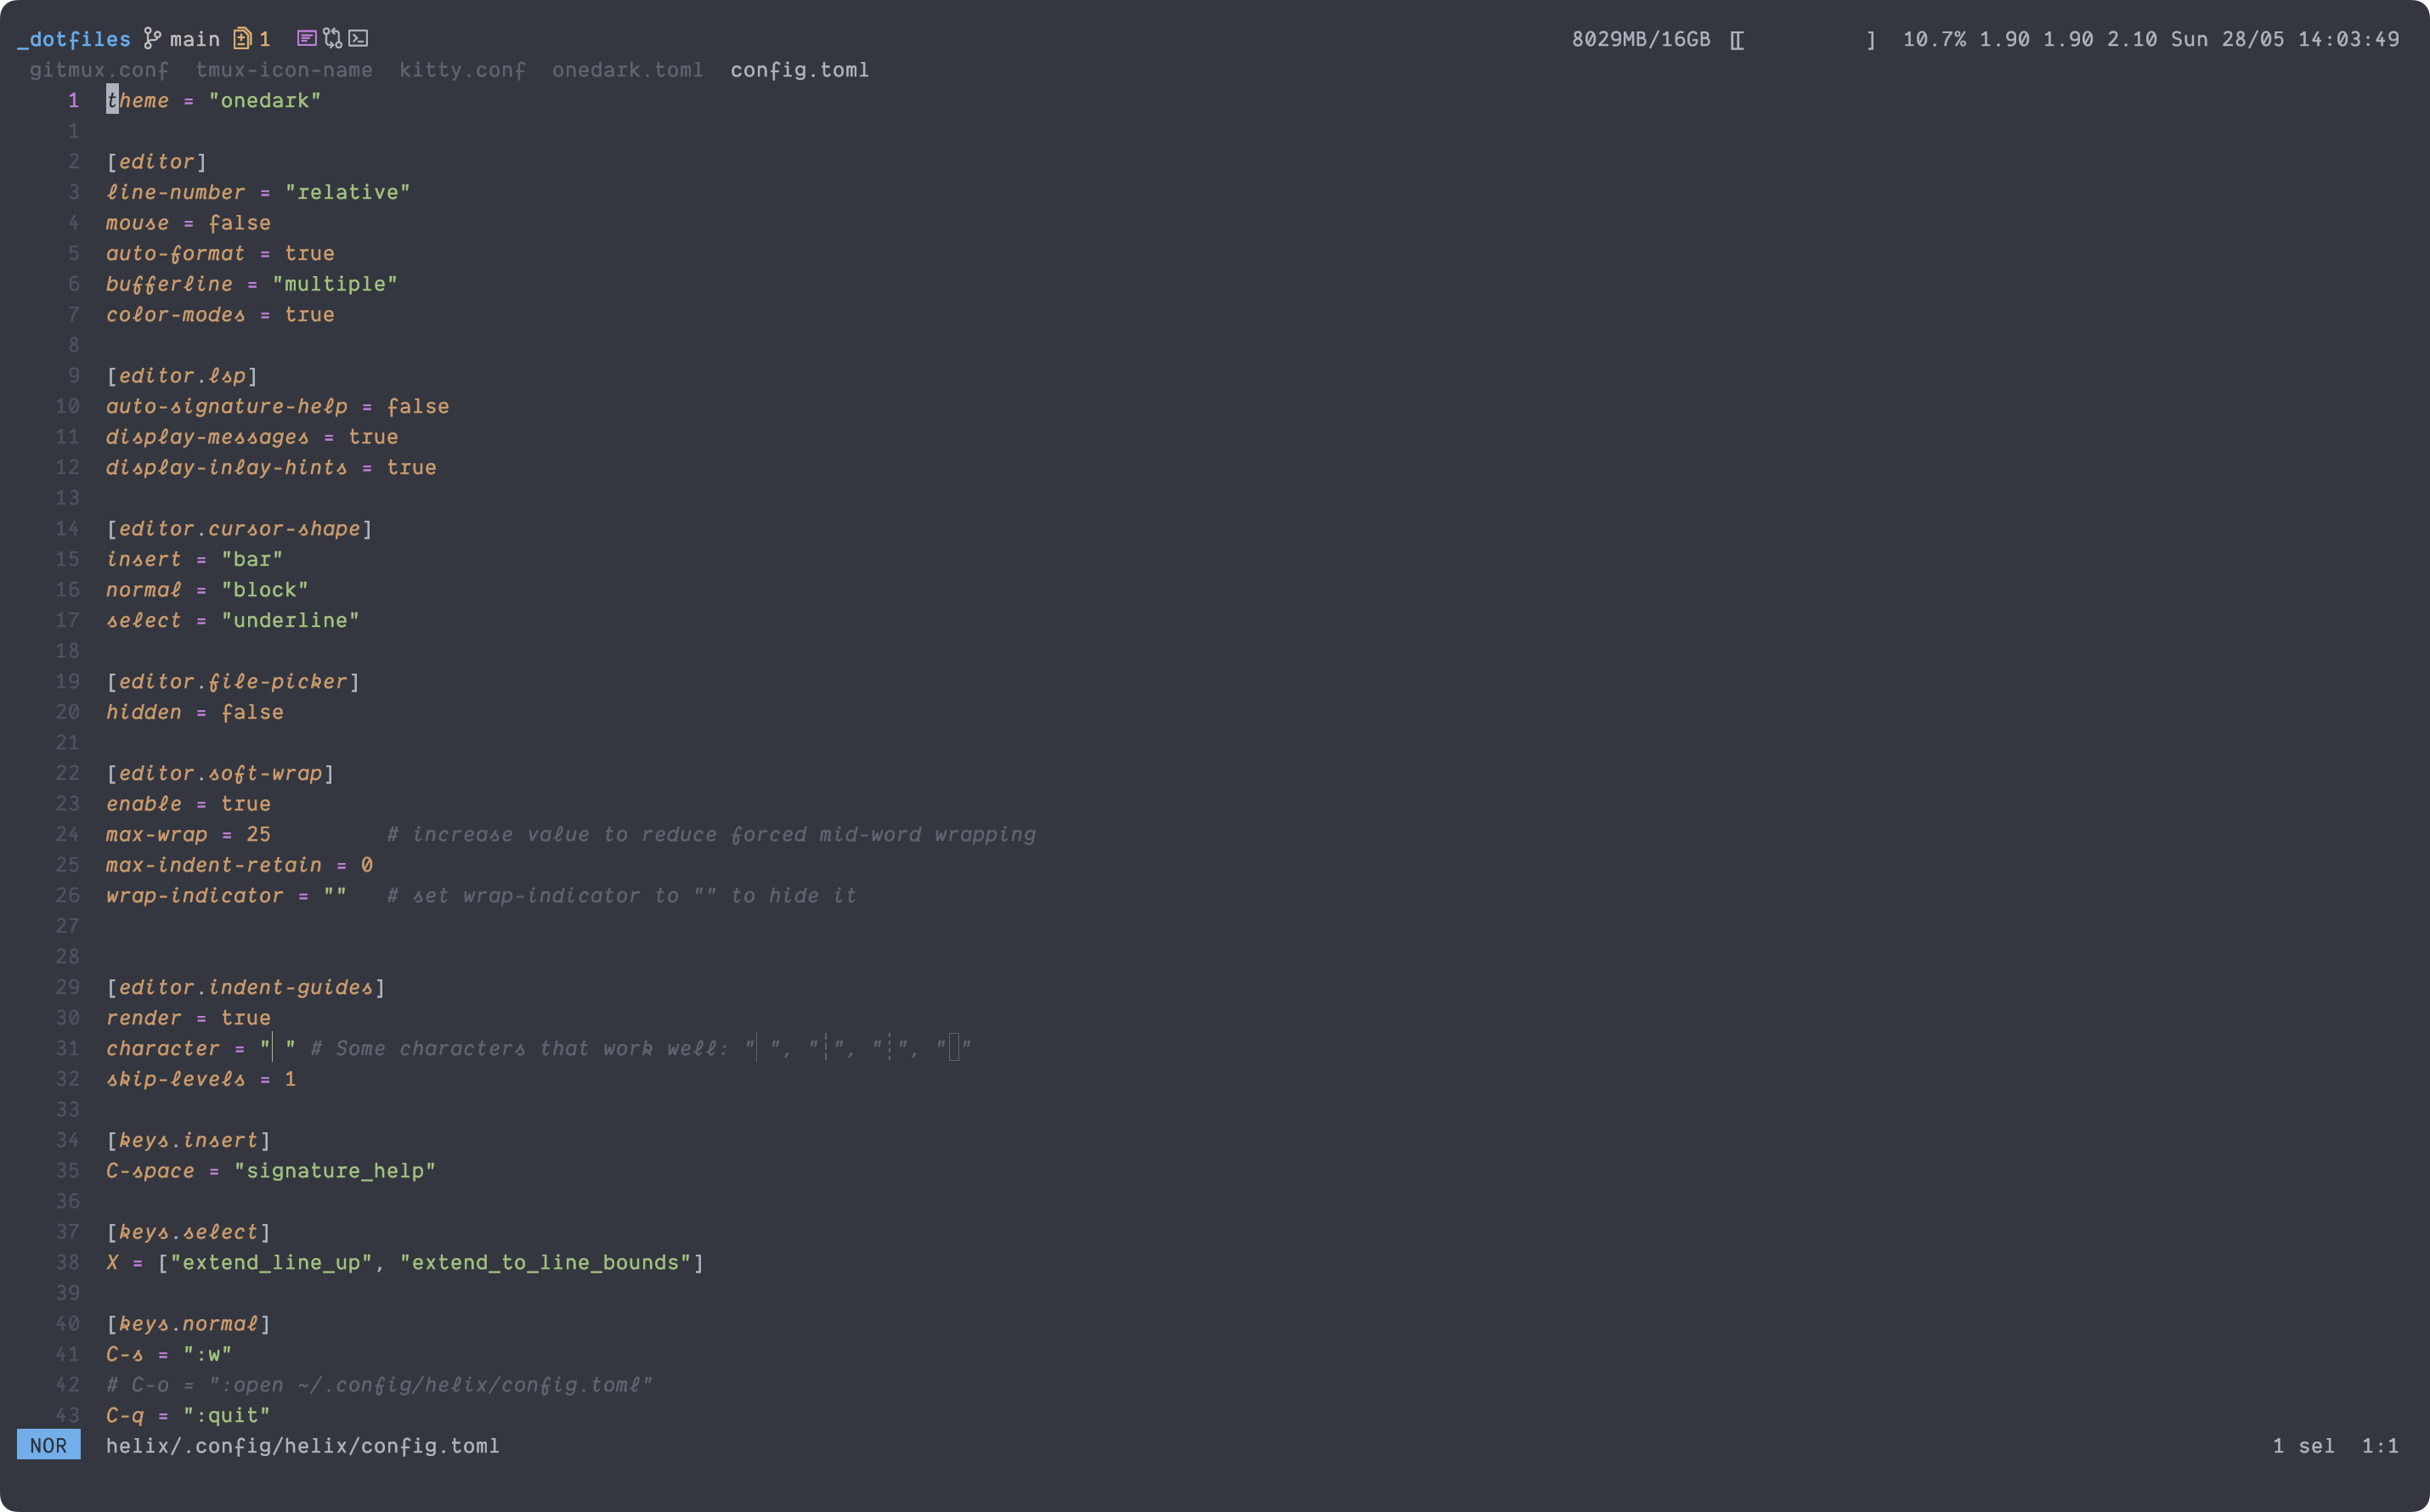 _dotfiles main 1 8029MB/16GB [[ ] 10.7% 1.90 1.90 2.10 Sun 28/05 14:03:49
gitmux.conf tmux-icon-name kitty.conf onedark.toml config.toml
1 theme = "onedark"
1
2 [editor]
3 line-number = "relative"
4 mouse = false
5 auto-format = true
6 bufferline = "multiple"
7 color-modes = true
8
9 [editor.lsp]
10 auto-signature-help = false
11 display-messages = true
12 display-inlay-hints = true
13
14 [editor.cursor-shape]
15 insert = "bar"
16 normal = "block"
17 select = "underline"
18
19 [editor.file-picker]
20 hidden = false
21
22 [editor.soft-wrap]
23 enable = true
24 max-wrap = 25 # increase value to reduce forced mid-word wrapping
25 max-indent-retain = 0
26 wrap-indicator = "" # set wrap-indicator to "" to hide it
27
28
29 [editor.indent-guides]
30 render = true
31 character = "▏" # Some characters that work well: "▏", "┆", "┊", "⸽"
32 skip-levels = 1
33
34 [keys.insert]
35 C-space = "signature_help"
36
37 [keys.select]
38 X = ["extend_line_up", "extend_to_line_bounds"]
39
40 [keys.normal]
41 C-s = ":w"
42 # C-o = ":open ~/.config/helix/config.toml"
43 C-q = ":quit"
NOR helix/.config/helix/config.toml 1 sel 1:1